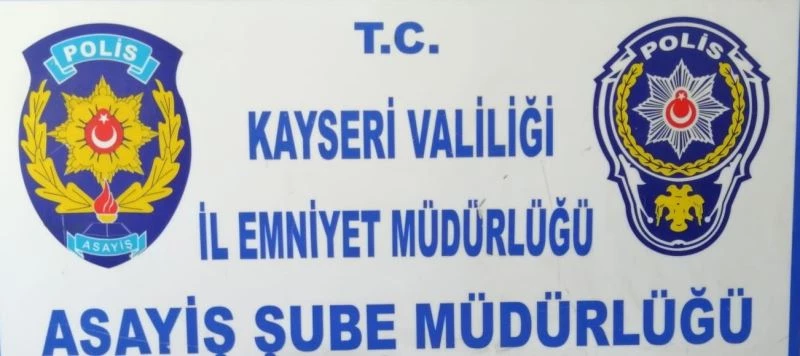 POLİS
ASAYİŞ
T.C.
KAYSERİ VALİLİĞİ
İL EMNİYET MÜDÜRLÜĞÜ
ASAYİŞ ŞUBE MÜDÜRLÜĞÜ
POLİS